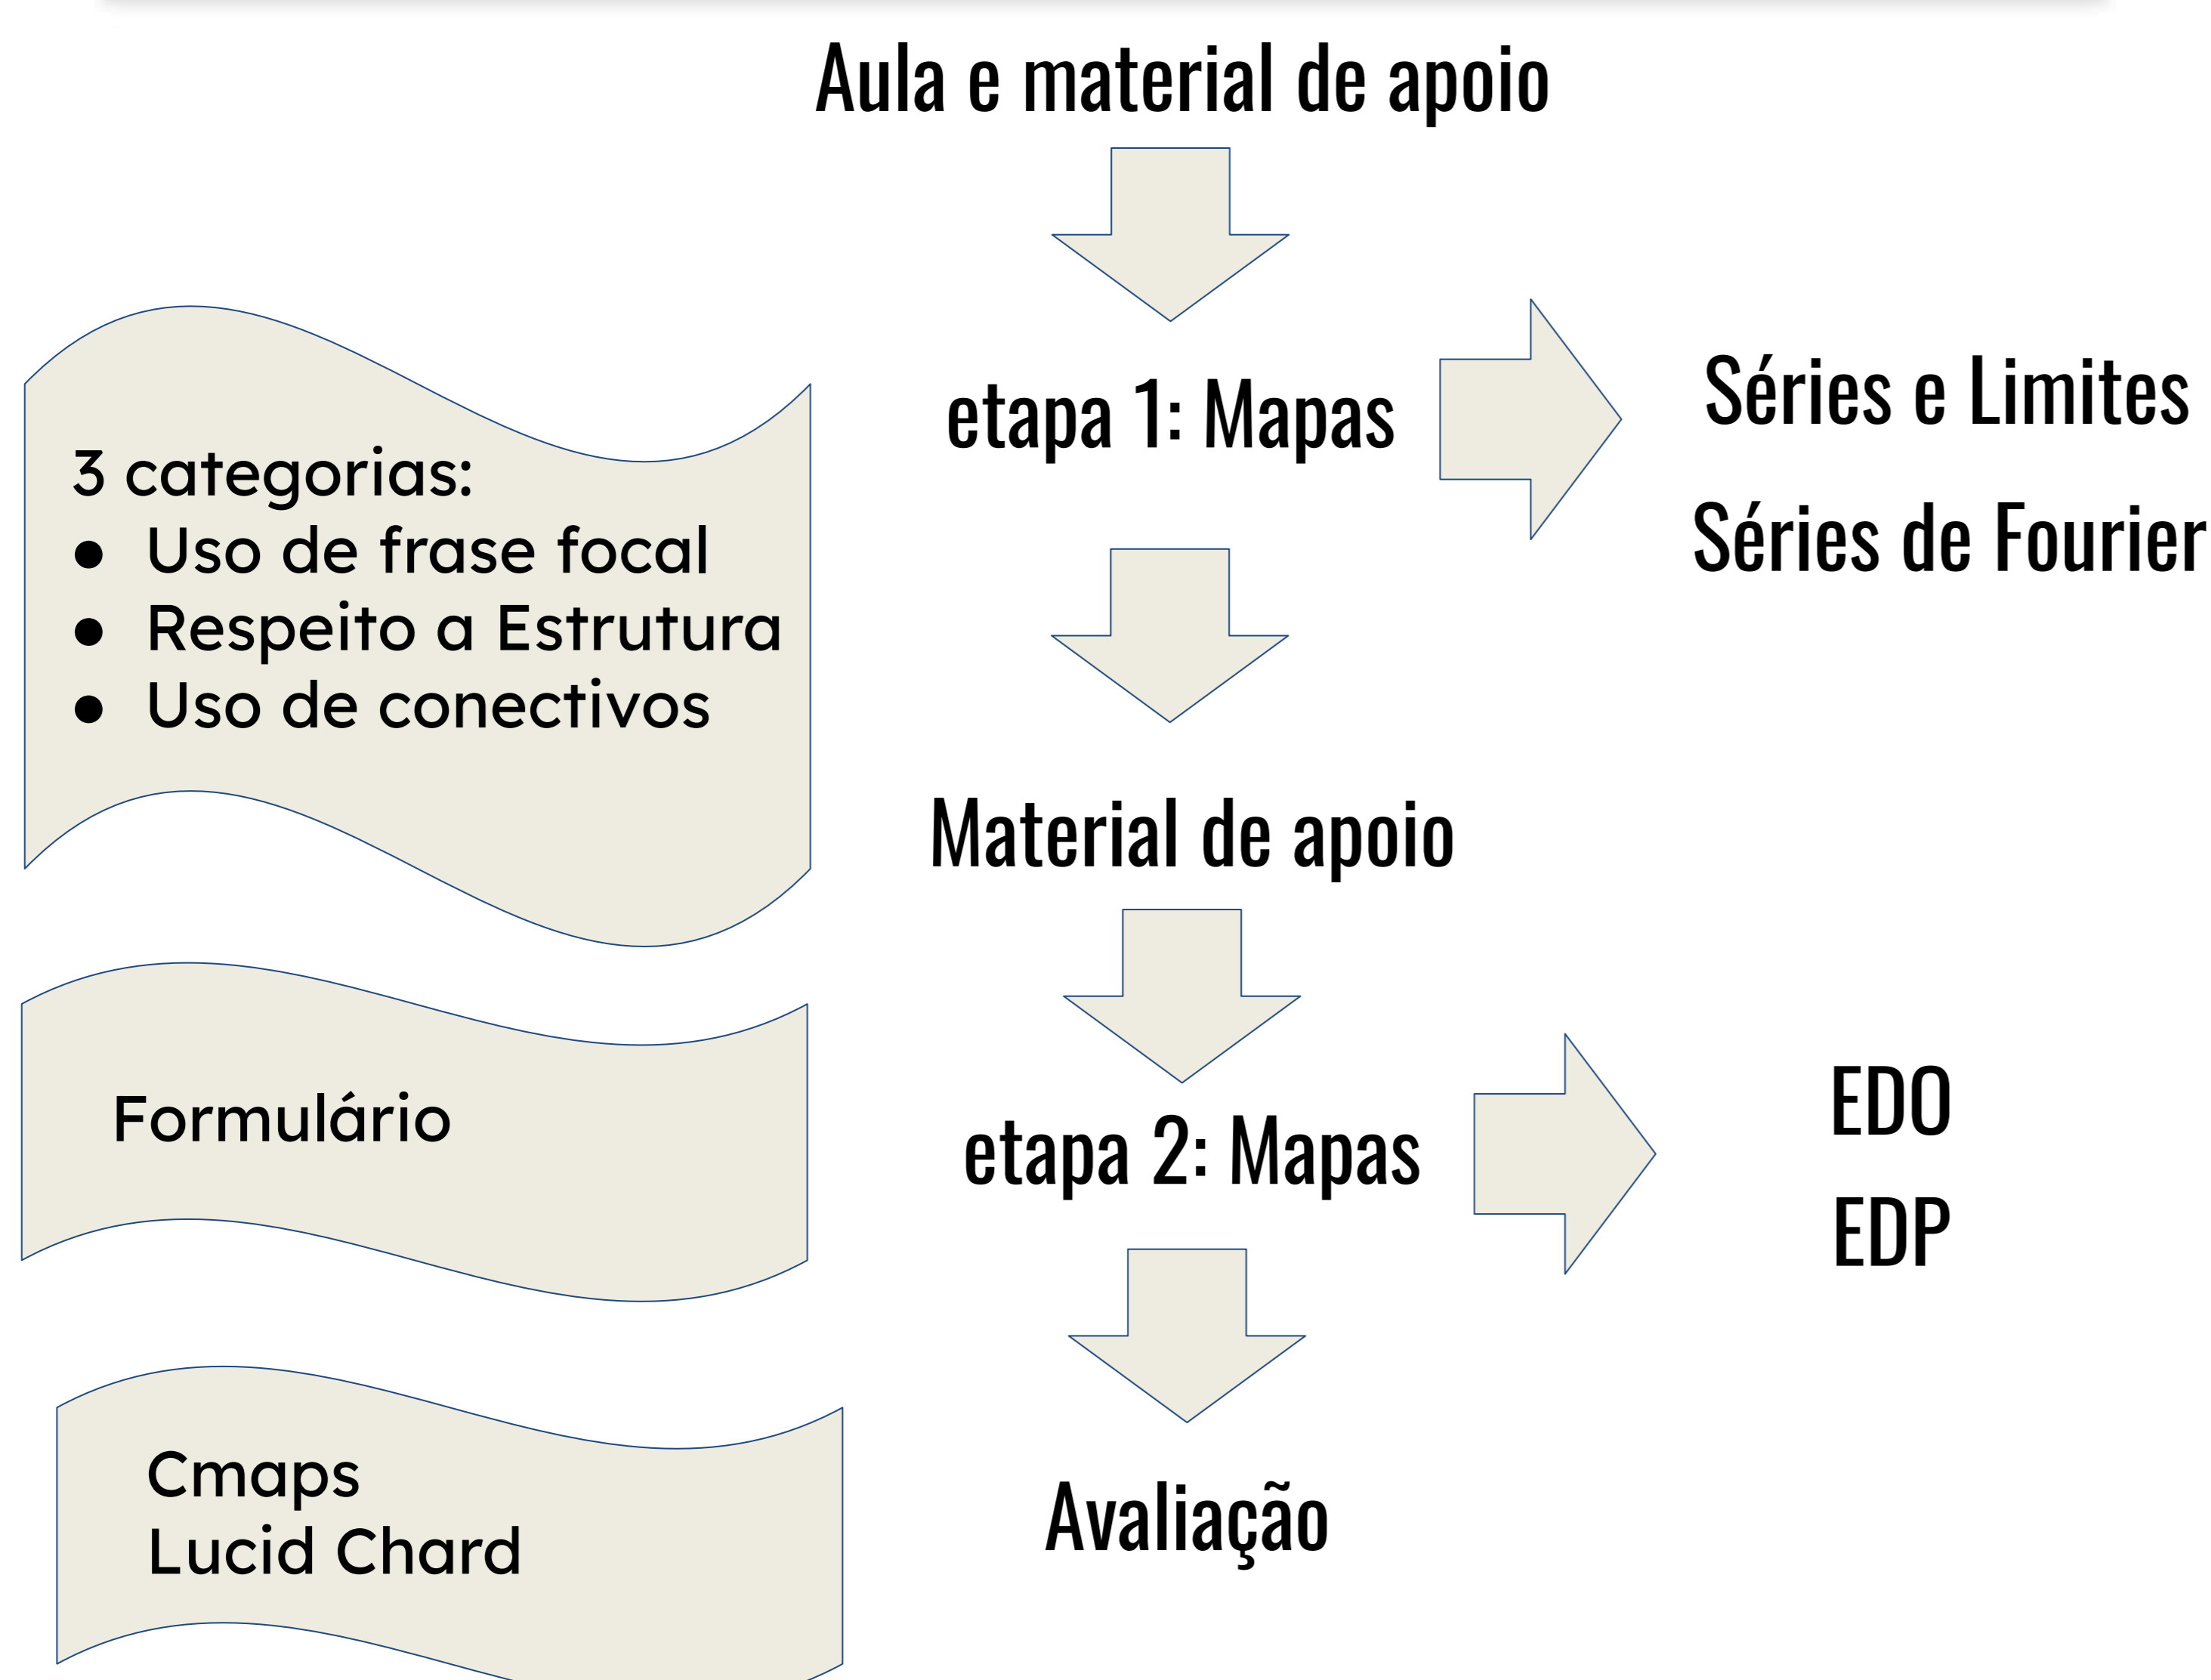 Aula e material de apoio
etapa 1: Mapas
Séries e Limites
Séries de Fourier
3 categorias:
● Uso de frase focal
● Respeito a Estrutura
● Uso de conectivos
Material de apoio
Formulário
etapa 2: Mapas
EDO
EDP
Cmaps
Lucid Chard
Avaliação